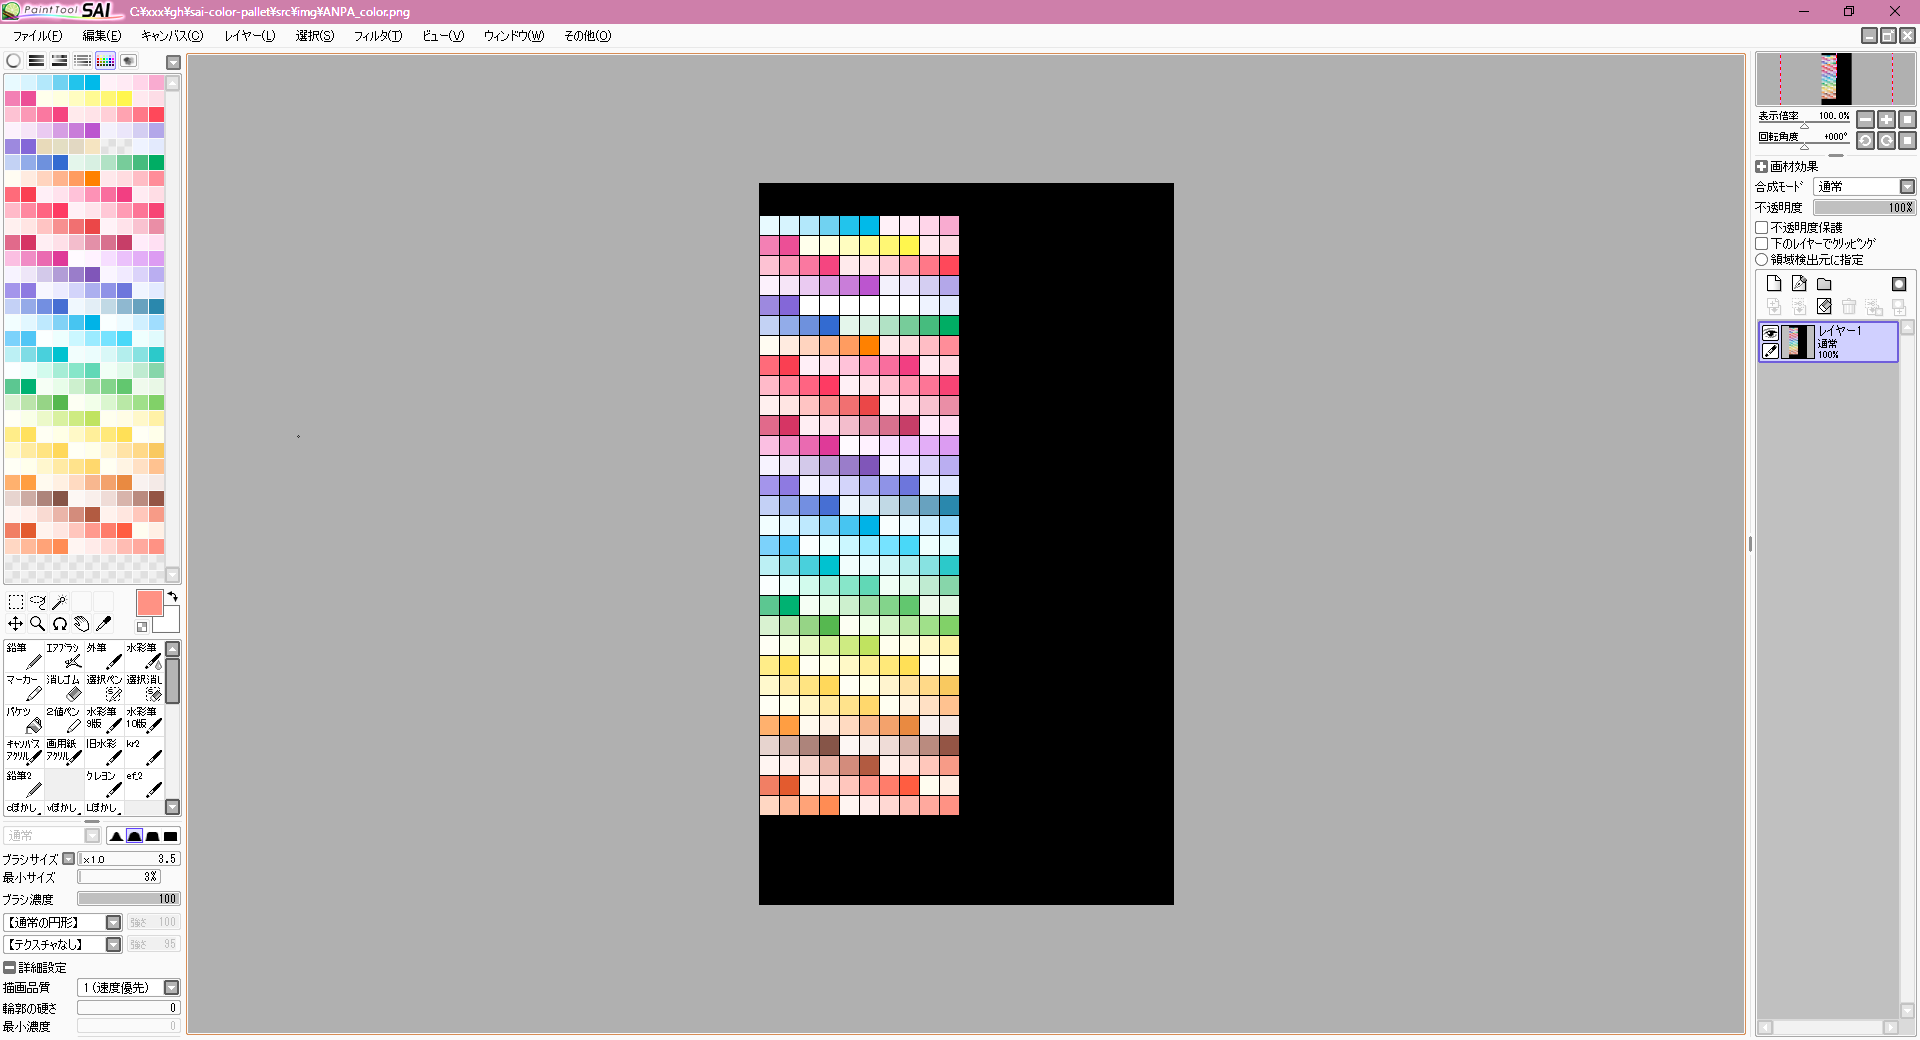 PaintTool SAI C:¥xxx¥gh¥sai-color-pallet¥src¥img¥ANPA_color.png
ファイル(F) 編集(E) キャンバス(C) レイヤー(L) 選択(S) フィルタ(T) ビュー(V) ウィンドウ(W) その他(O)
鉛筆 エアブラシ 外筆 水彩筆
マーカー 消しゴム 選択ペン 選択消し
バケツ 2値ペン 水彩筆 9版 水彩筆 10版
キャンバス アクリル 画用紙 アクリル 旧水彩 kr2
鉛筆2 クレヨン ef_2
cぼかし vぼかし Lぼかし
通常
ブラシサイズ ×1.0 3.5
最小サイズ 3%
ブラシ濃度 100
【通常の円形】 強さ 100
【テクスチャなし】 強さ 95
詳細設定
描画品質 1 (速度優先)
輪郭の硬さ 0
最小濃度 0
表示倍率 100.0%
回転角度 +000°
画材効果
合成モード 通常
不透明度 100%
不透明度保護
下のレイヤーでクリッピング
領域検出元に指定
レイヤー1
通常
100%